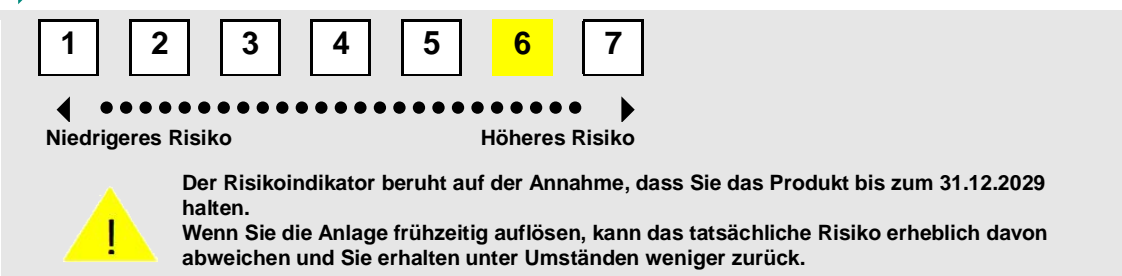 1 2 3 4 5 6 7
Niedrigeres Risiko Höheres Risiko
Der Risikoindikator beruht auf der Annahme, dass Sie das Produkt bis zum 31.12.2029
halten.
Wenn Sie die Anlage frühzeitig auflösen, kann das tatsächliche Risiko erheblich davon
abweichen und Sie erhalten unter Umständen weniger zurück.
!